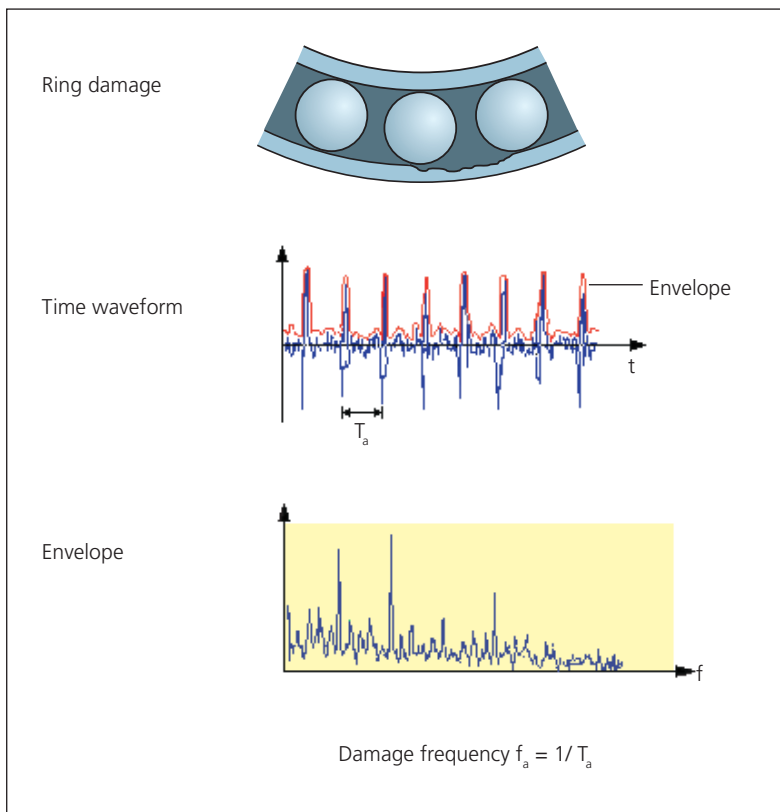 Ring damage
Time waveform
Envelope
t
Tₐ
Envelope
f
Damage frequency fₐ = 1/ Tₐ